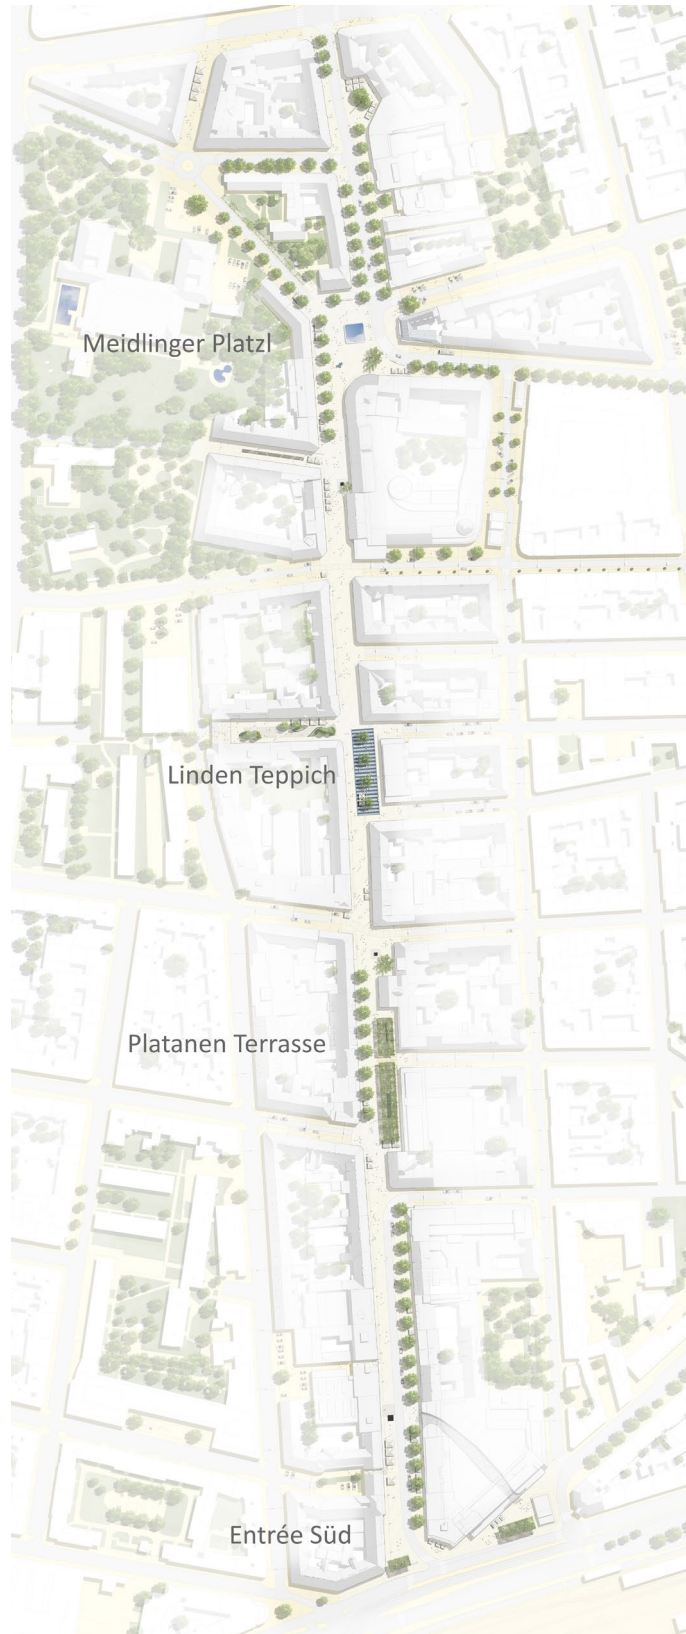 Meidlinger Platzl
Linden Teppich
Platanen Terrasse
Entrée Süd